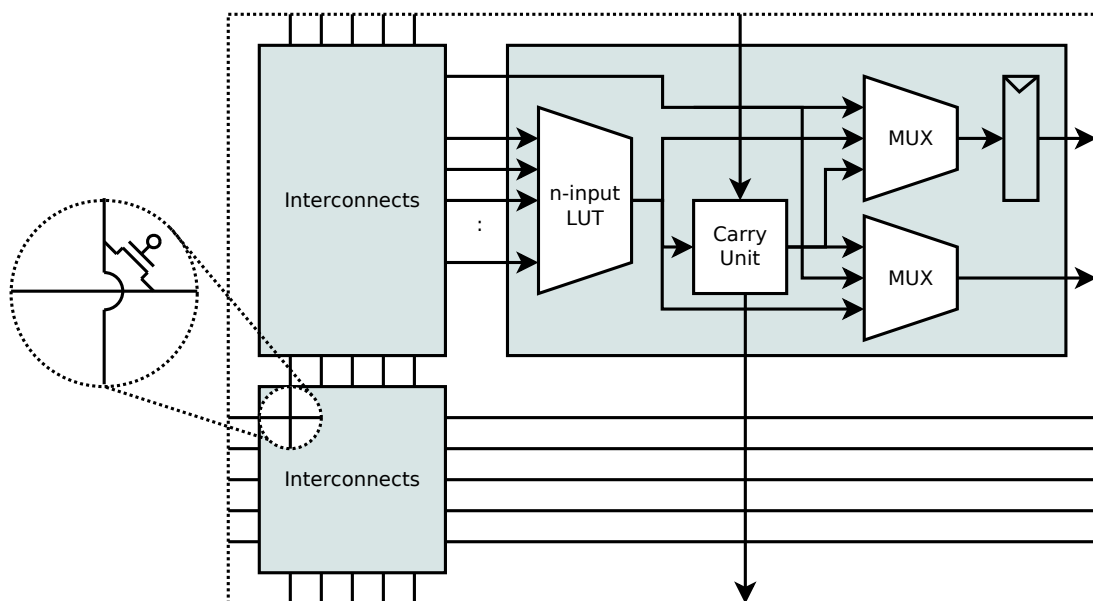 Interconnects
n-input
LUT
:
Carry
Unit
MUX
MUX
Interconnects